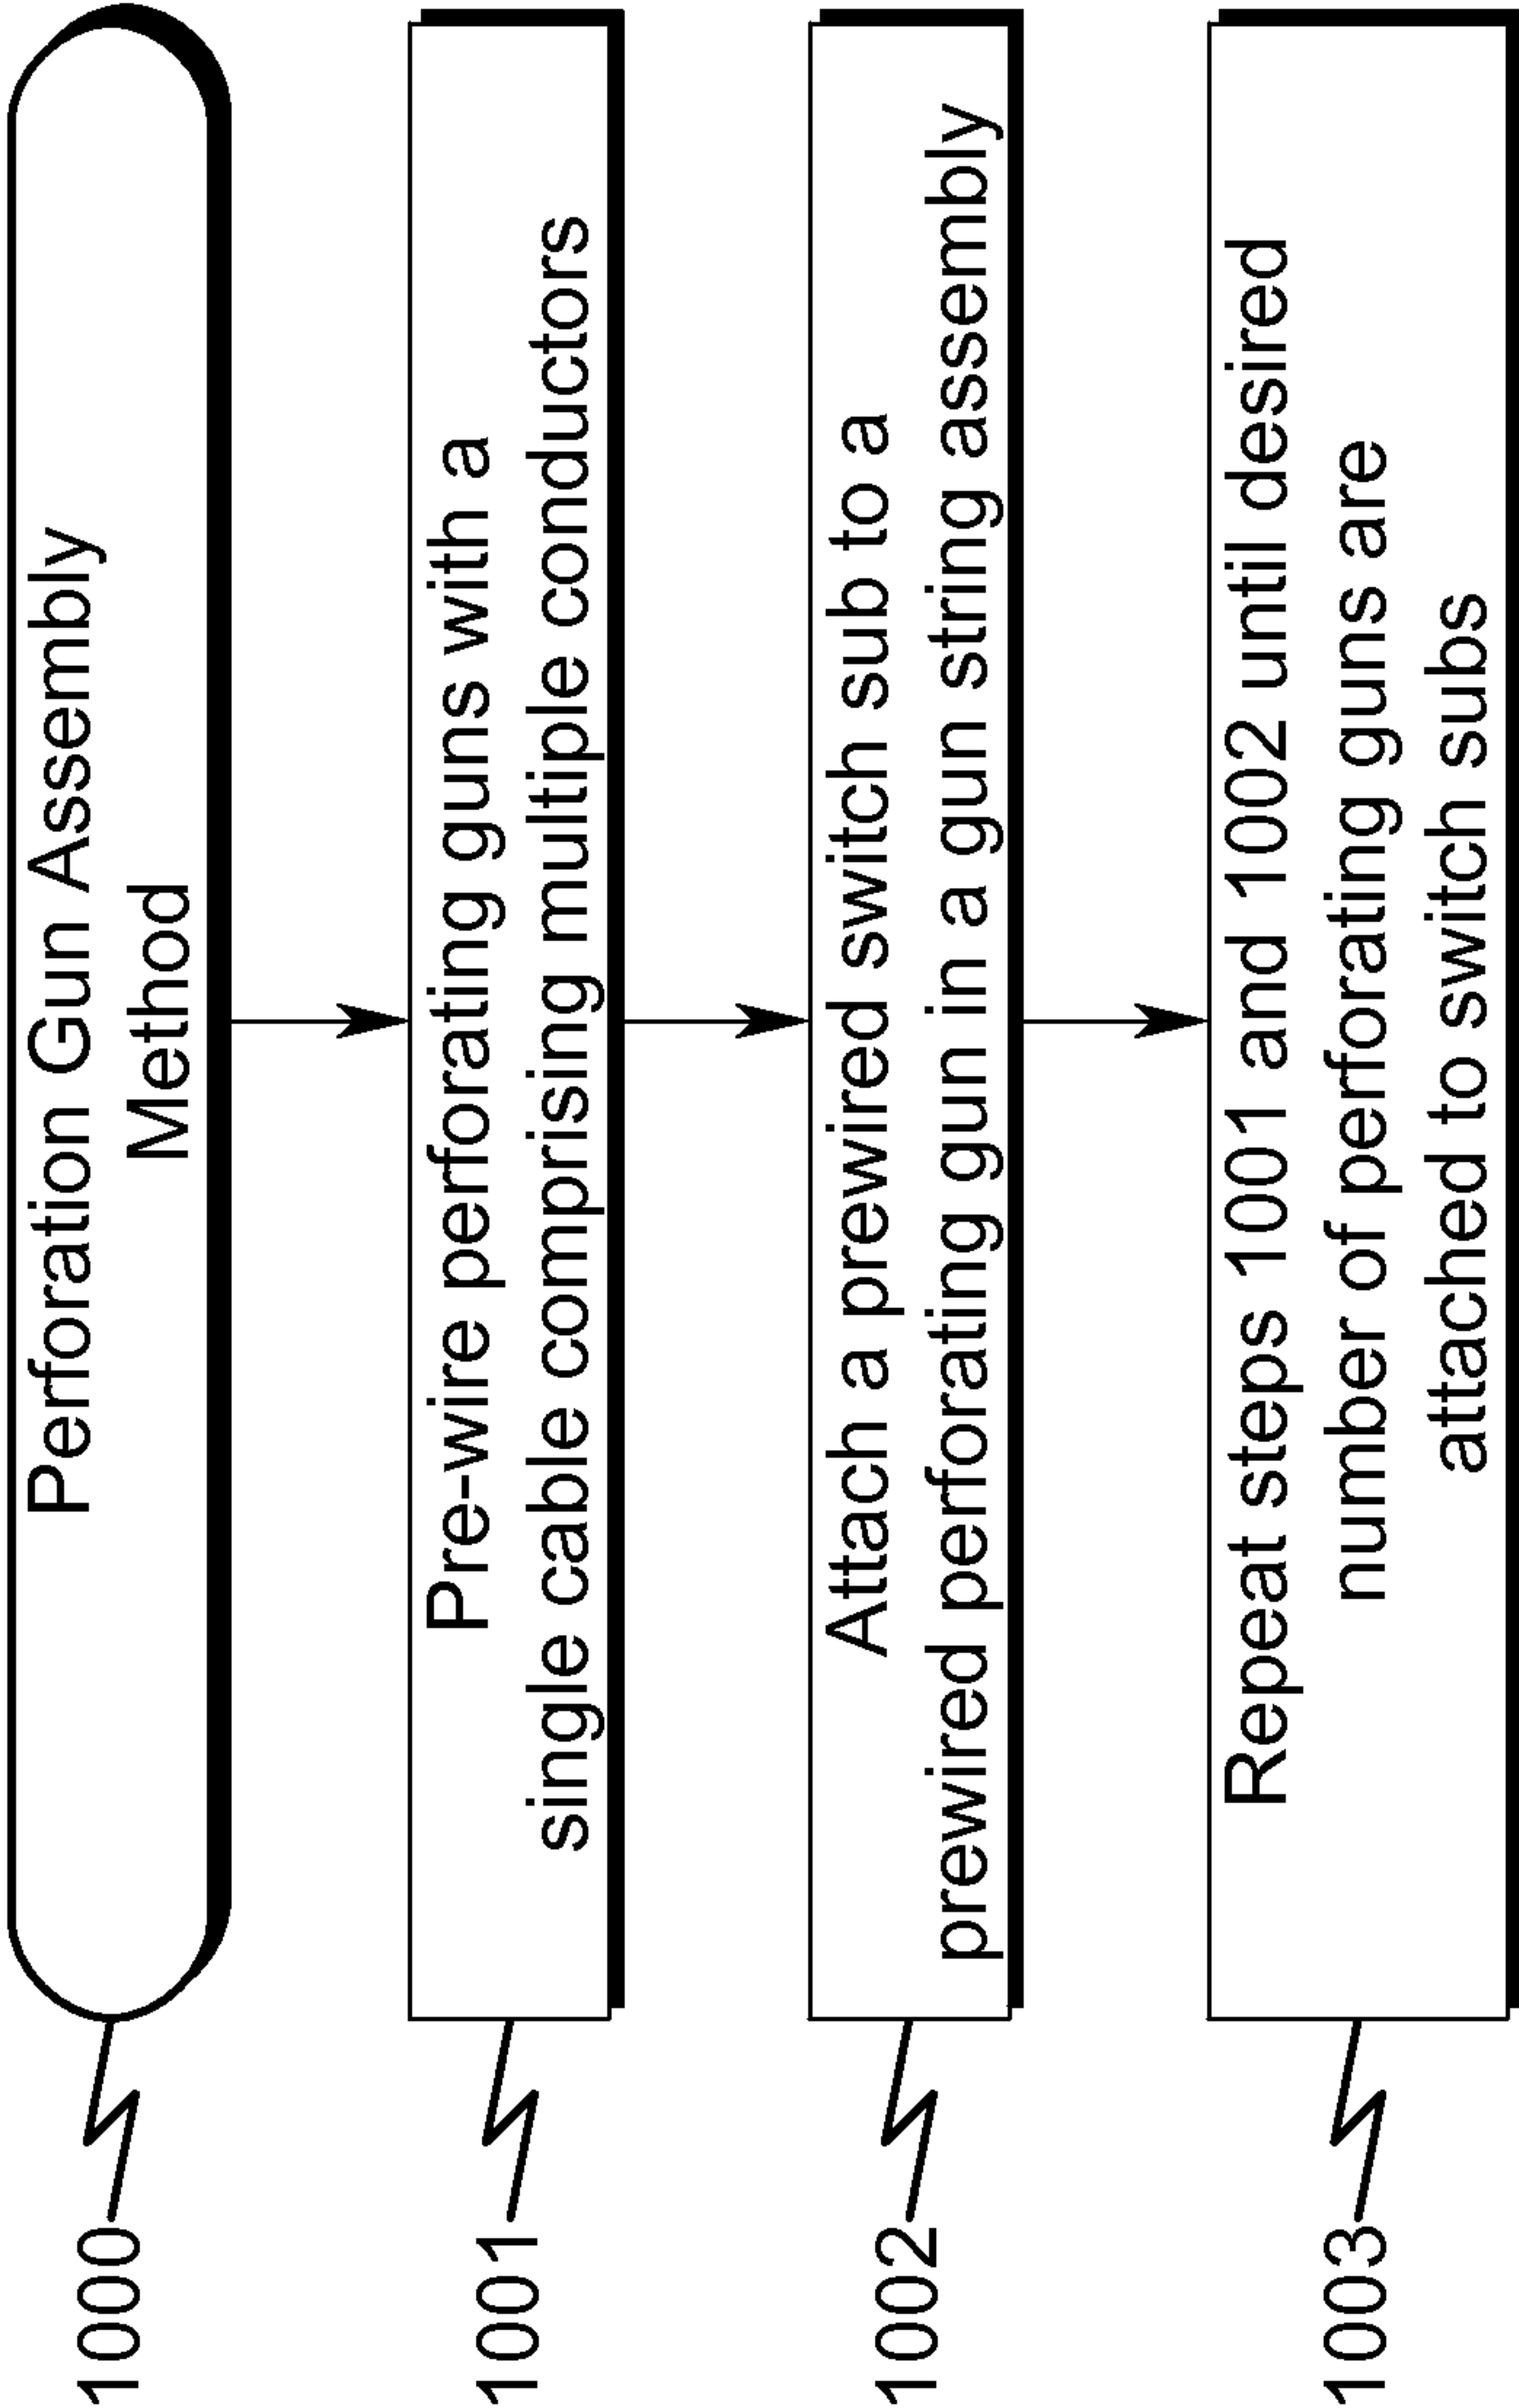 1000
Perforation Gun Assembly
Method
1001
Pre-wire perforating guns with a
single cable comprising multiple conductors
1002
Attach a prewired switch sub to a
prewired perforating gun in a gun string assembly
1003
Repeat steps 1001 and 1002 until desired
number of perforating guns are
attached to switch subs